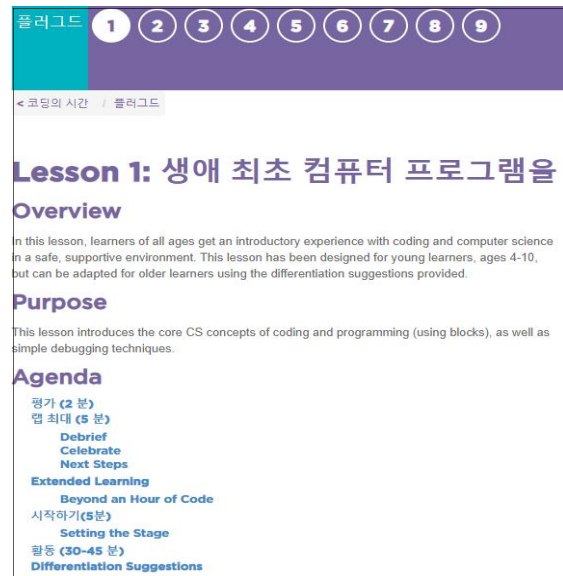 플러그드 1 2 3 4 5 6 7 8 9
< 코딩의 시간 / 플러그드
Lesson 1: 생애 최초 컴퓨터 프로그램을
Overview
In this lesson, learners of all ages get an introductory experience with coding and computer science
in a safe, supportive environment. This lesson has been designed for young learners, ages 4-10,
but can be adapted for older learners using the differentiation suggestions provided.
Purpose
This lesson introduces the core CS concepts of coding and programming (using blocks), as well as
simple debugging techniques.
Agenda
평가 (2 분)
랩 최대 (5 분)
Debrief
Celebrate
Next Steps
Extended Learning
Beyond an Hour of Code
시작하기(5분)
Setting the Stage
활동 (30-45 분)
Differentiation Suggestions